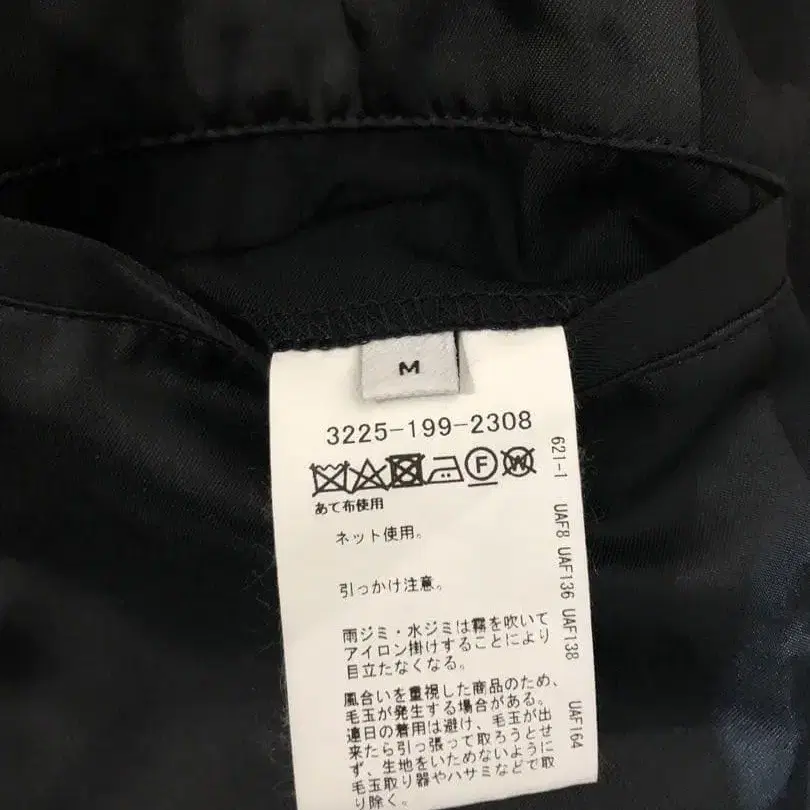 M
3225-199-2308
F W
あて布使用
ネット使用。
引っかけ注意。
雨ジミ・水ジミは霧を吹いて
アイロン掛けすることにより
目立たなくなる。
風合いを重視した商品のため、
毛玉が発生する場合がある。
連日の着用は避け、毛玉が出
来たら引っ張って取ろうとせ
ず、生地をいためないように
毛玉取り器やハサミなどで取
り除く。
621-1 UAF8 UAF136 UAF138 UAF164